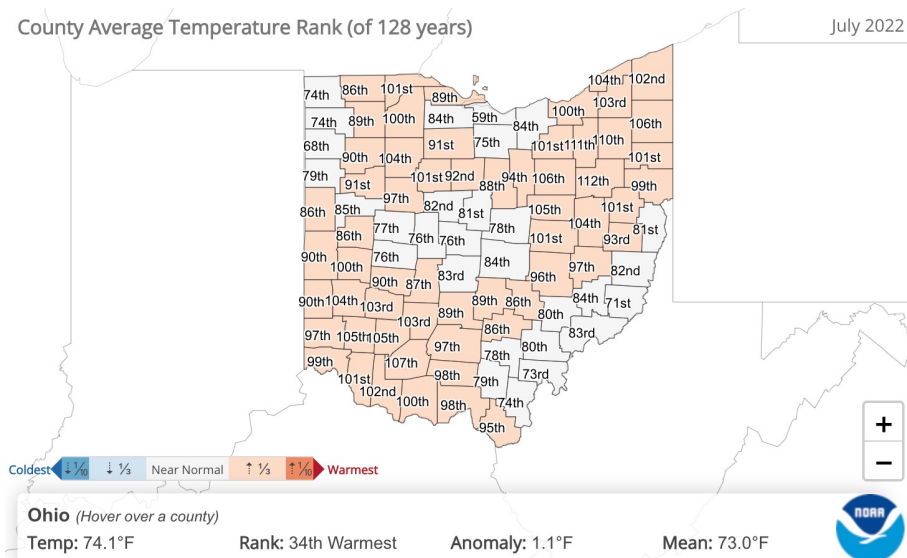 County Average Temperature Rank (of 128 years)
July 2022
104th 102nd
74th 86th 101st 89th
103rd
74th 89th 100th 84th 59th 84th 100th 106th
68th 90th 104th 91st 75th 101st 111th 110th 101st
79th 91st 101st 92nd 88th 94th 106th 112th 99th
86th 85th 97th 82nd 81st 78th 105th 104th 101st 81st
86th 77th 76th 76th 101st 93rd
90th 100th 76th 83rd 84th 96th 97th 82nd
90th 87th
90th 104th 103rd 89th 89th 86th 80th 84th 71st
97th 105th 105th 103rd 86th 80th 83rd
99th 107th 97th 78th 73rd
101st 102nd 100th 98th 98th 79th 74th
95th
+
−
Coldest ↓ 1/10 ↓ 1/3 Near Normal ↑ 1/3 ↑ 1/10 Warmest
Ohio (Hover over a county)
Temp: 74.1°F Rank: 34th Warmest Anomaly: 1.1°F Mean: 73.0°F
NOAA